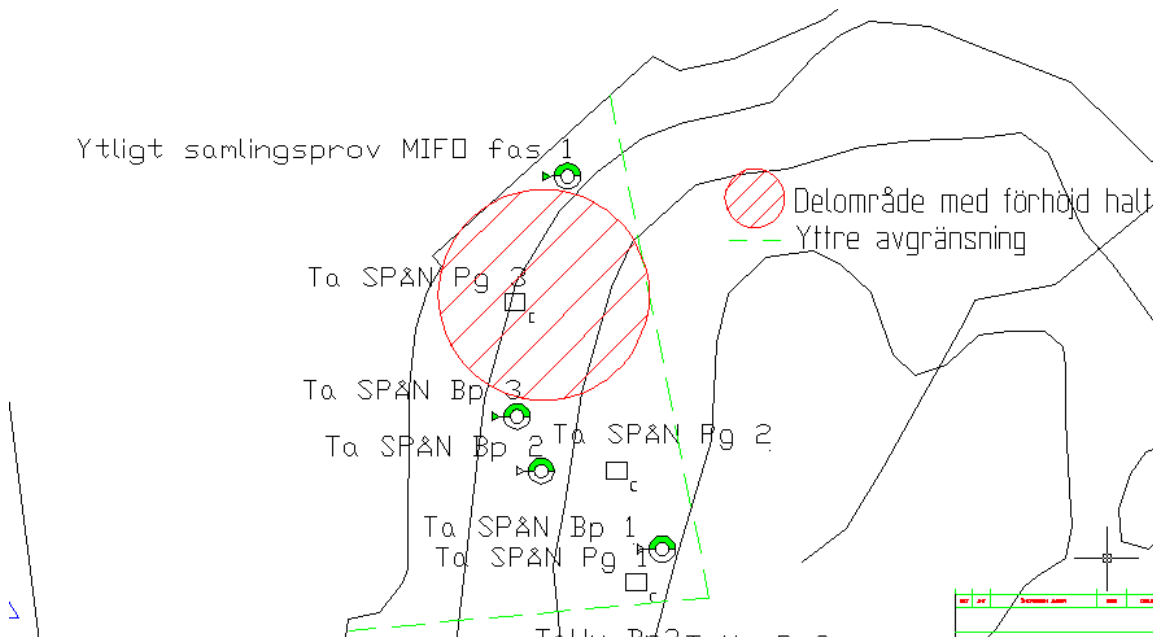 Ytligt samlingsprov MIFO fas 1
Delområde med förhöjd halt
Yttre avgränsning
Ta SPÅN Pg 3
c
Ta SPÅN Bp 3
Ta SPÅN Bp 2
Ta SPÅN Pg 2
c
Ta SPÅN Bp 1
Ta SPÅN Pg 1
c